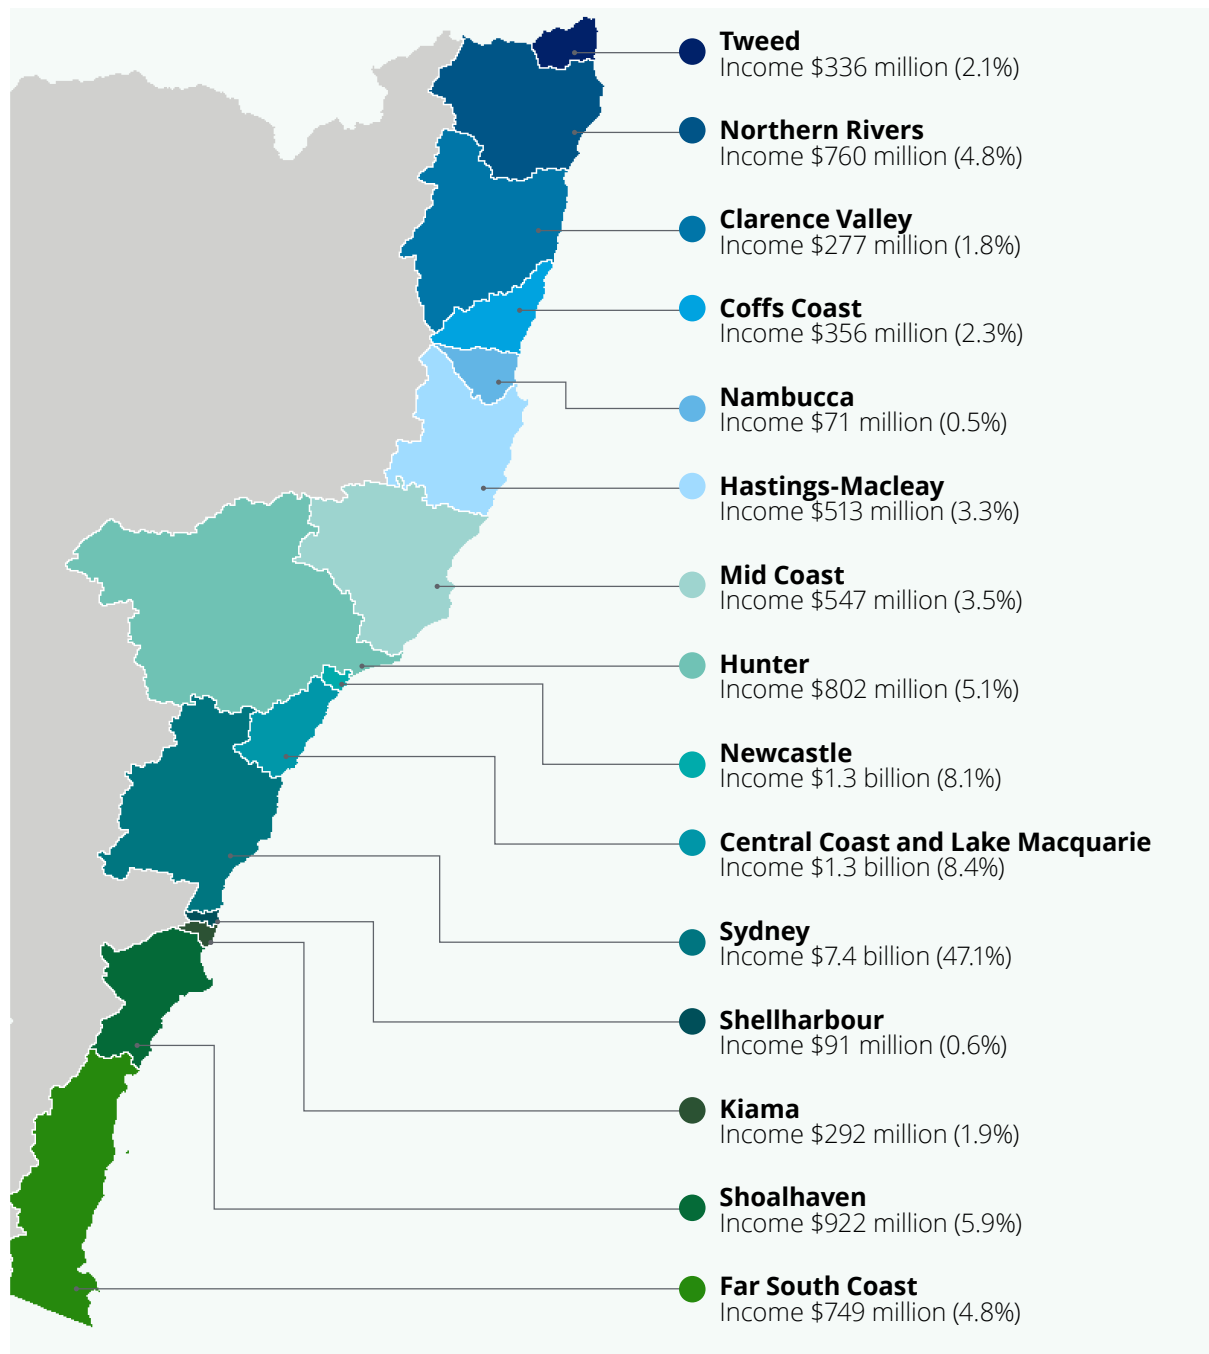 Tweed
Income $336 million (2.1%)
Northern Rivers
Income $760 million (4.8%)
Clarence Valley
Income $277 million (1.8%)
Coffs Coast
Income $356 million (2.3%)
Nambucca
Income $71 million (0.5%)
Hastings-Macleay
Income $513 million (3.3%)
Mid Coast
Income $547 million (3.5%)
Hunter
Income $802 million (5.1%)
Newcastle
Income $1.3 billion (8.1%)
Central Coast and Lake Macquarie
Income $1.3 billion (8.4%)
Sydney
Income $7.4 billion (47.1%)
Shellharbour
Income $91 million (0.6%)
Kiama
Income $292 million (1.9%)
Shoalhaven
Income $922 million (5.9%)
Far South Coast
Income $749 million (4.8%)